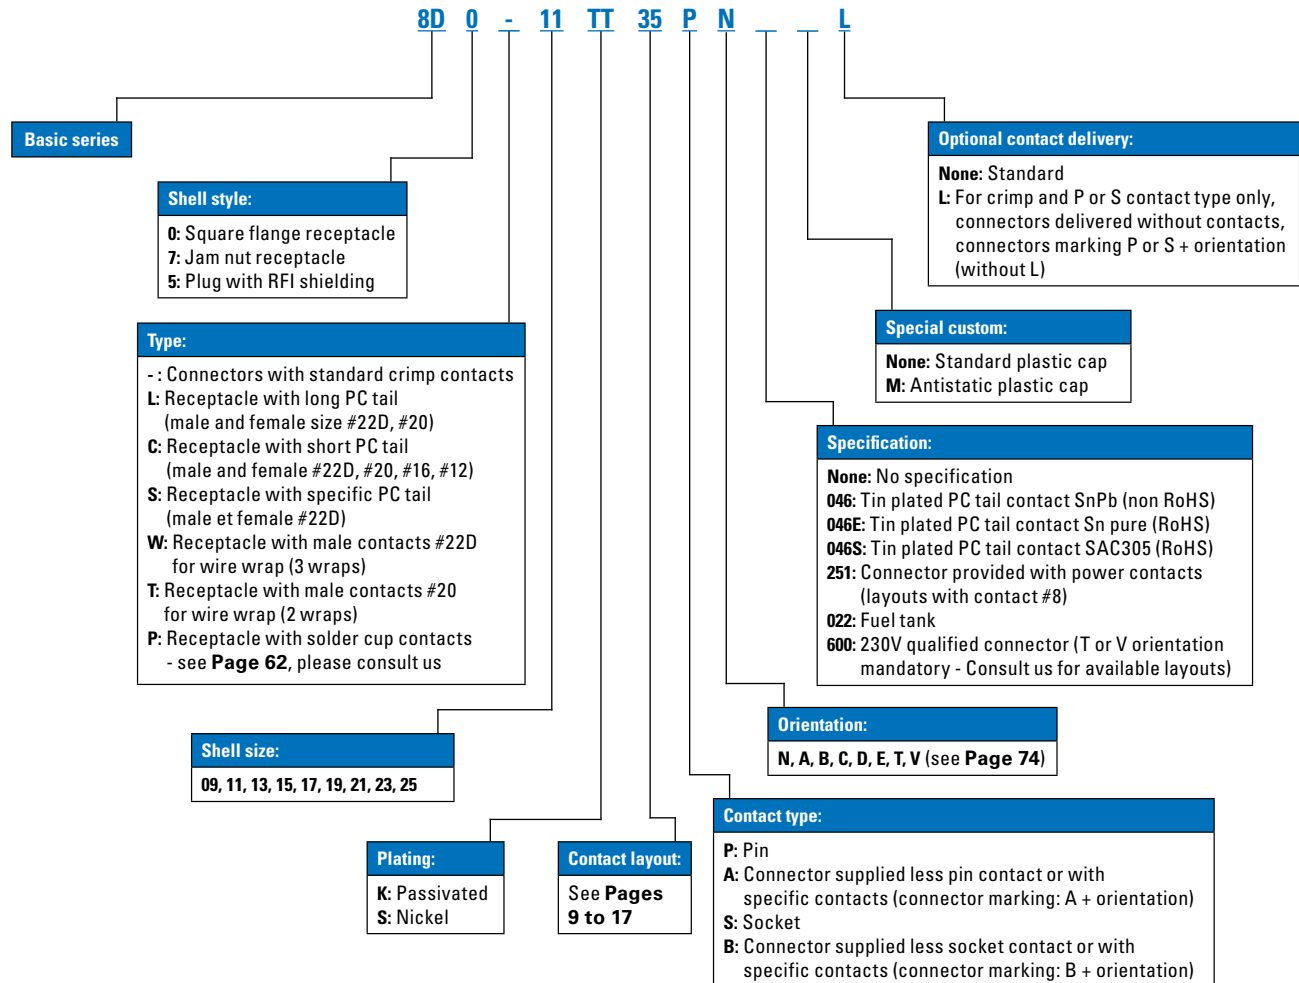 8D 0 - 11 TT 35 P N _ _ L
Basic series
Optional contact delivery:
None: Standard
L: For crimp and P or S contact type only,
connectors delivered without contacts,
connectors marking P or S + orientation
(without L)
Shell style:
0: Square flange receptacle
7: Jam nut receptacle
5: Plug with RFI shielding
Special custom:
None: Standard plastic cap
M: Antistatic plastic cap
Type:
- : Connectors with standard crimp contacts
L: Receptacle with long PC tail
(male and female size #22D, #20)
C: Receptacle with short PC tail
(male and female #22D, #20, #16, #12)
S: Receptacle with specific PC tail
(male et female #22D)
W: Receptacle with male contacts #22D
for wire wrap (3 wraps)
T: Receptacle with male contacts #20
for wire wrap (2 wraps)
P: Receptacle with solder cup contacts
- see Page 62, please consult us
Specification:
None: No specification
046: Tin plated PC tail contact SnPb (non RoHS)
046E: Tin plated PC tail contact Sn pure (RoHS)
046S: Tin plated PC tail contact SAC305 (RoHS)
251: Connector provided with power contacts
(layouts with contact #8)
022: Fuel tank
600: 230V qualified connector (T or V orientation
mandatory - Consult us for available layouts)
Shell size:
09, 11, 13, 15, 17, 19, 21, 23, 25
Orientation:
N, A, B, C, D, E, T, V (see Page 74)
Plating:
K: Passivated
S: Nickel
Contact layout:
See Pages
9 to 17
Contact type:
P: Pin
A: Connector supplied less pin contact or with
specific contacts (connector marking: A + orientation)
S: Socket
B: Connector supplied less socket contact or with
specific contacts (connector marking: B + orientation)